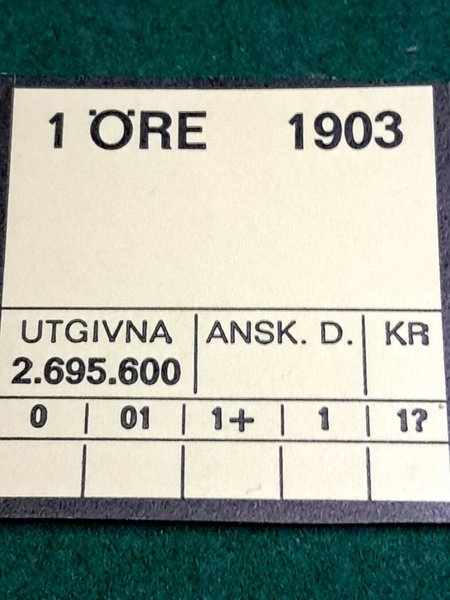 1 ÖRE 1903
UTGIVNA ANSK. D. KR
2.695.600
0 01 1+ 1 1?